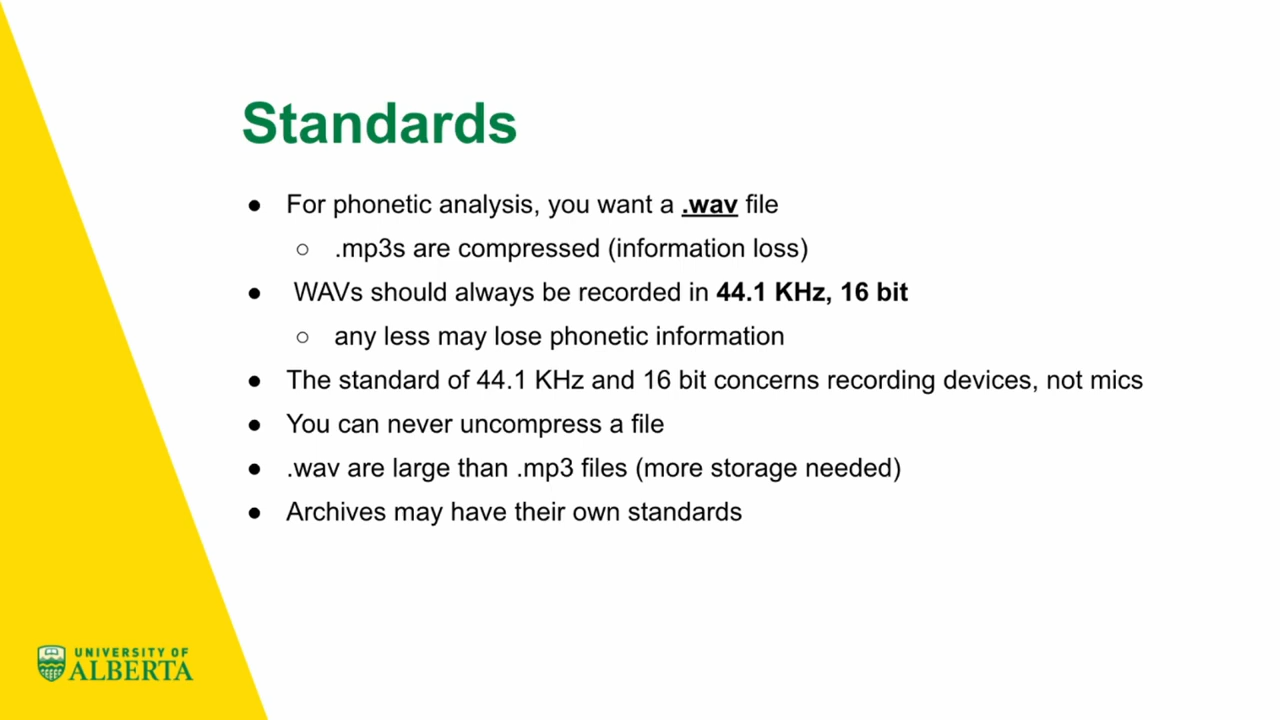 Standards
● For phonetic analysis, you want a .wav file
○ .mp3s are compressed (information loss)
● WAVs should always be recorded in 44.1 KHz, 16 bit
○ any less may lose phonetic information
● The standard of 44.1 KHz and 16 bit concerns recording devices, not mics
● You can never uncompress a file
● .wav are large than .mp3 files (more storage needed)
● Archives may have their own standards
UNIVERSITY OF
ALBERTA